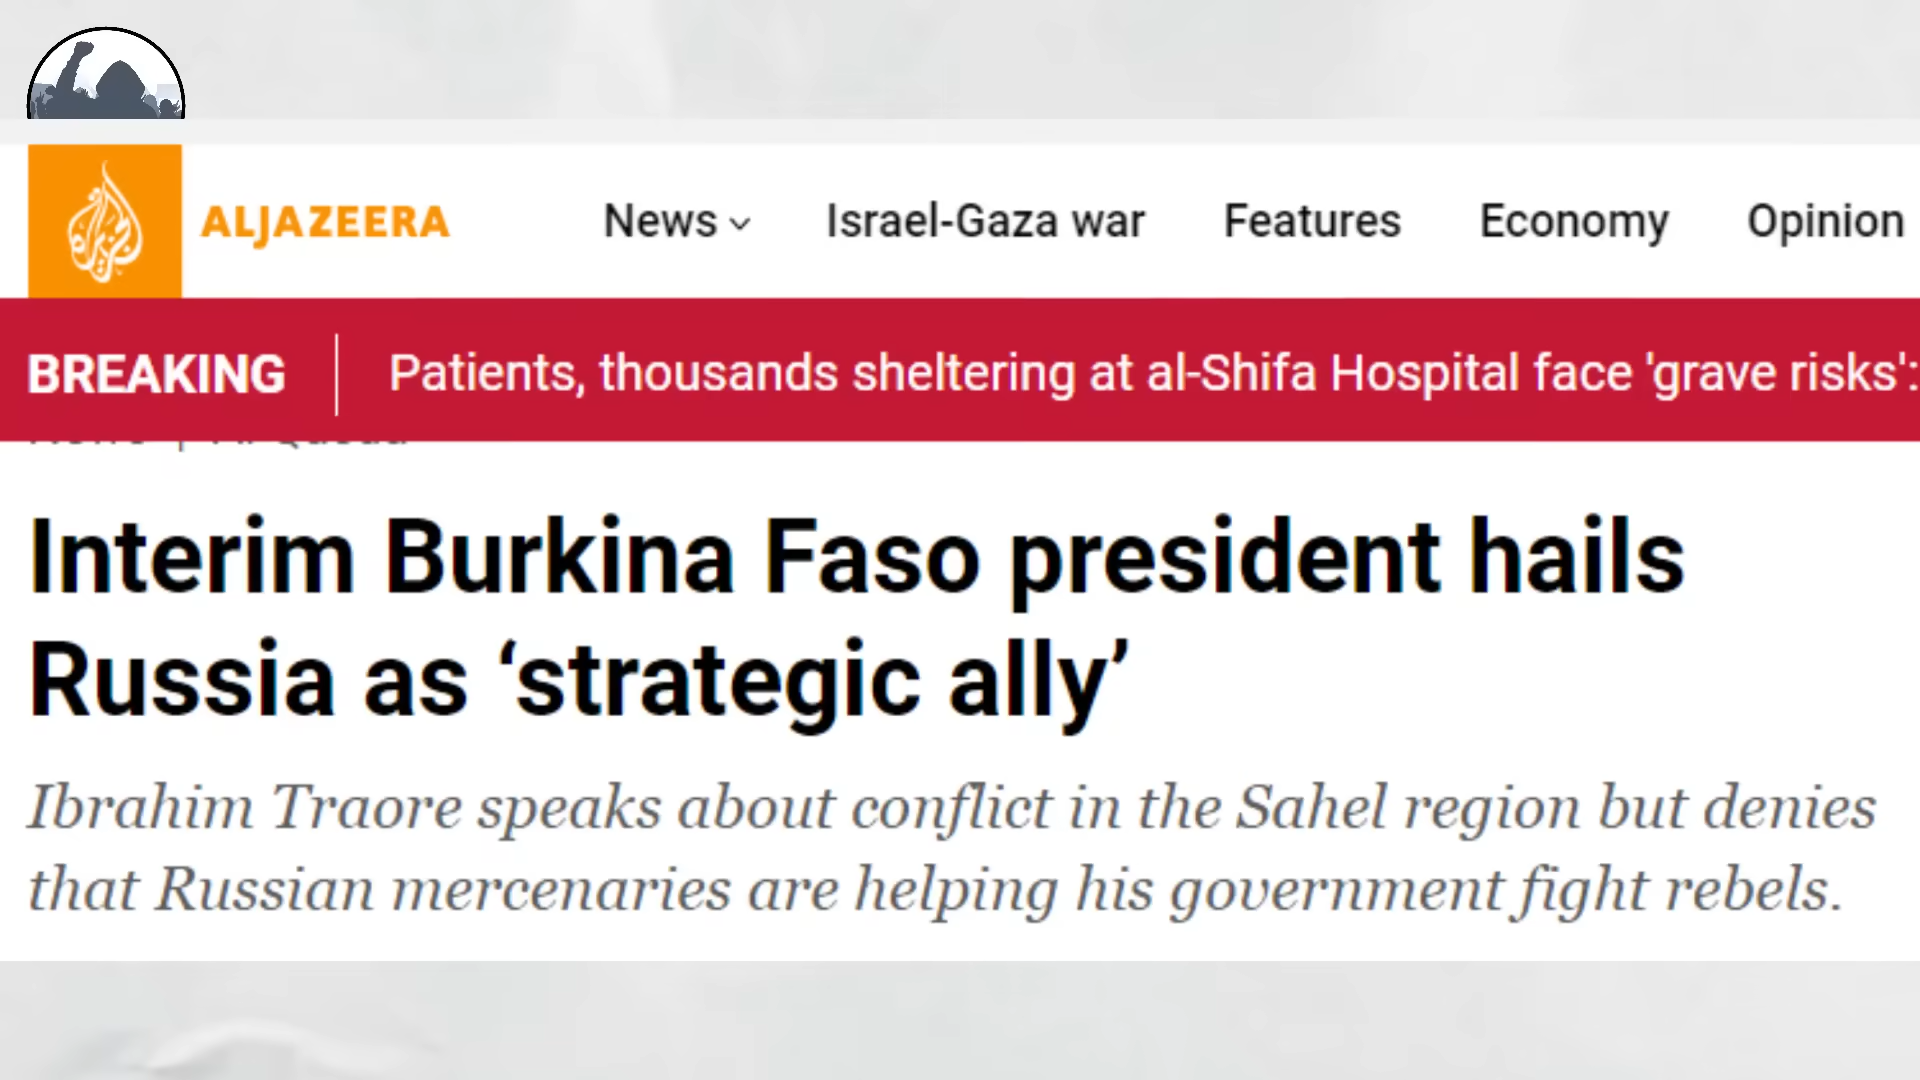 ALJAZEERA
News Israel-Gaza war Features Economy Opinion
BREAKING Patients, thousands sheltering at al-Shifa Hospital face 'grave risks':
Interim Burkina Faso president hails
Russia as ‘strategic ally’
Ibrahim Traore speaks about conflict in the Sahel region but denies
that Russian mercenaries are helping his government fight rebels.